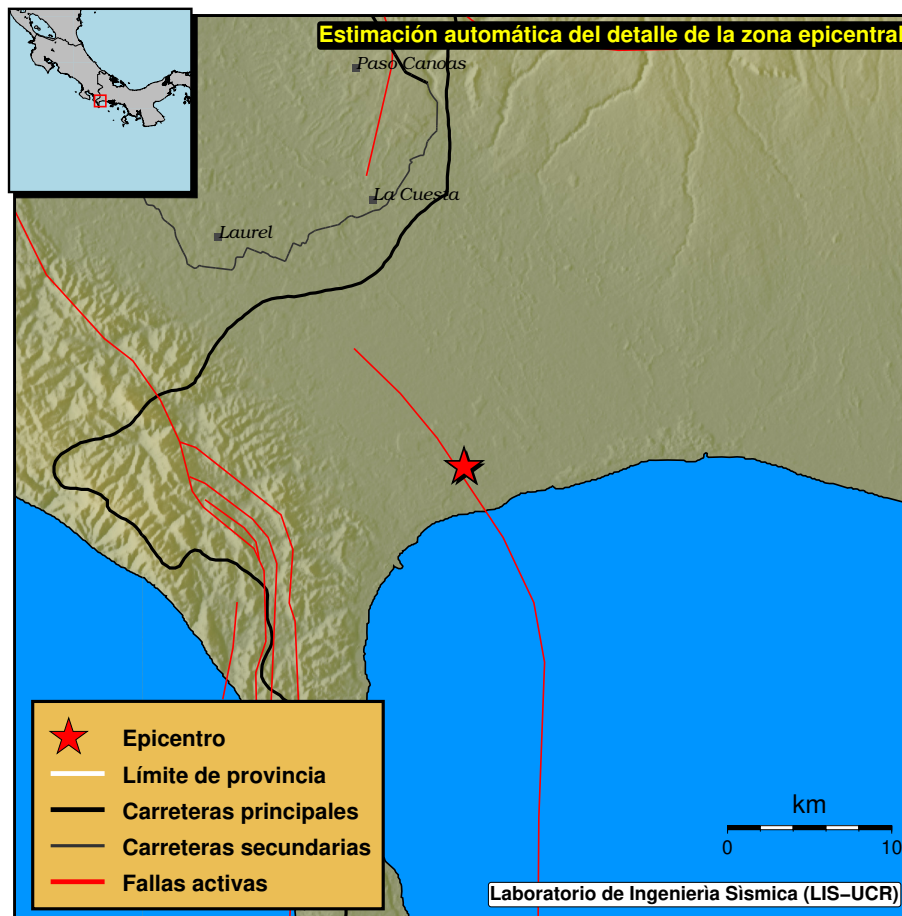 Estimación automática del detalle de la zona epicentral
Paso Canoas
La Cuesta
Laurel
Epicentro
Límite de provincia
Carreteras principales
Carreteras secundarias
Fallas activas
km
0
10
Laboratorio de Ingenierìa Sìsmica (LIS−UCR)